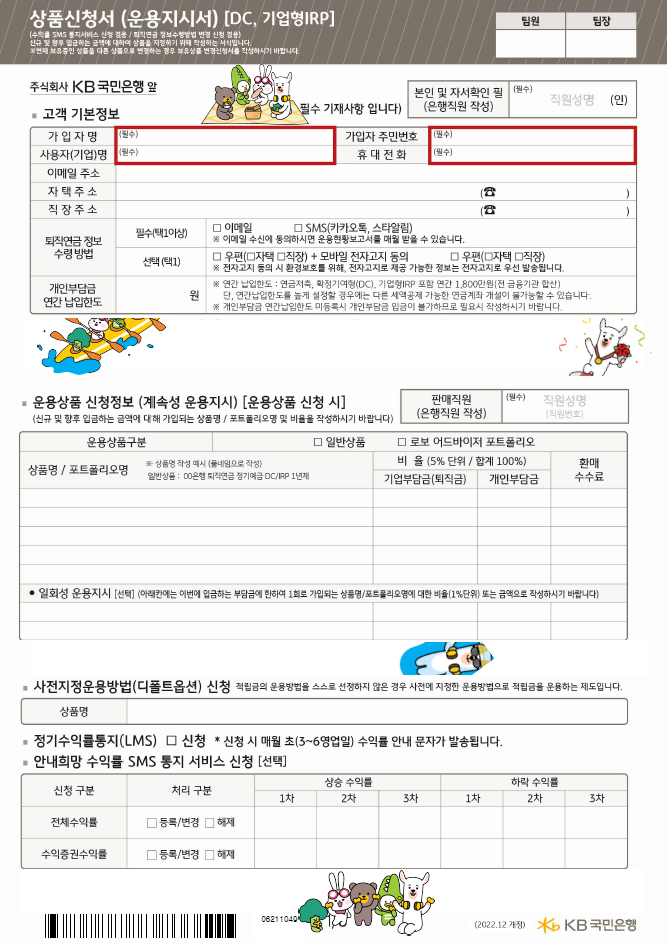 상품신청서 (운용지시서) [DC, 기업형IRP]
(수익률 SMS 통지서비스 신청 겸용 / 퇴직연금 정보수령방법 변경 신청 겸용)
신규 및 향후 입금하는 금액에 대하여 상품을 지정하기 위해 작성하는 서식입니다.
※현재 보유중인 상품을 다른 상품으로 변경하는 경우 보유상품 변경신청서를 작성하시기 바랍니다.
팀원 팀장
주식회사 KB국민은행 앞
필수 기재사항 입니다)
본인 및 자서확인 필
(은행직원 작성)
(필수) 직원성명 (인)
▪ 고객 기본정보
가 입 자 명 (필수) 가입자 주민번호 (필수)
사용자(기업)명 (필수) 휴 대 전 화 (필수)
이메일 주소
자 택 주 소 (☎ )
직 장 주 소 (☎ )
퇴직연금 정보
수령 방법
필수(택1이상) □ 이메일 □ SMS(카카오톡, 스타알림)
※ 이메일 수신에 동의하시면 운용현황보고서를 매월 받을 수 있습니다.
선택 (택1) □ 우편(□자택 □직장) + 모바일 전자고지 동의 □ 우편(□자택 □직장)
※ 전자고지 동의 시 환경보호를 위해, 전자고지로 제공 가능한 정보는 전자고지로 우선 발송됩니다.
개인부담금
연간 납입한도
원
※ 연간 납입한도 : 연금저축, 확정기여형(DC), 기업형IRP 포함 연간 1,800만원(전 금융기관 합산)
단, 연간납입한도를 높게 설정할 경우에는 다른 세액공제 가능한 연금계좌 개설이 불가능할 수 있습니다.
※ 개인부담금 연간납입한도 미등록시 개인부담금 입금이 불가하므로 필요시 작성하시기 바랍니다.
▪ 운용상품 신청정보 (계속성 운용지시) [운용상품 신청 시]
(신규 및 향후 입금하는 금액에 대해 가입되는 상품명 / 포트폴리오명 및 비율을 작성하시기 바랍니다)
판매직원
(은행직원 작성)
(필수) 직원성명
(직원번호)
운용상품구분 □ 일반상품 □ 로보 어드바이저 포트폴리오
상품명 / 포트폴리오명
※ 상품명 작성 예시 (풀네임으로 작성)
일반상품 : 00은행 퇴직연금 정기예금 DC/IRP 1년제
비 율 (5% 단위 / 합계 100%)
기업부담금(퇴직금) 개인부담금
환매
수수료
● 일회성 운용지시 [선택] (아래칸에는 이번에 입금하는 부담금에 한하여 1회로 가입되는 상품명/포트폴리오명에 대한 비율(1%단위) 또는 금액으로 작성하시기 바랍니다)
▪ 사전지정운용방법(디폴트옵션) 신청 적립금의 운용방법을 스스로 선정하지 않은 경우 사전에 지정한 운용방법으로 적립금을 운용하는 제도입니다.
상품명
▪ 정기수익률통지(LMS) □ 신청 * 신청 시 매월 초(3~6영업일) 수익률 안내 문자가 발송됩니다.
▪ 안내희망 수익률 SMS 통지 서비스 신청 [선택]
신청 구분 처리 구분 상승 수익률 하락 수익률
1차 2차 3차 1차 2차 3차
전체수익률 □ 등록/변경 □ 해제
수익증권수익률 □ 등록/변경 □ 해제
06211049
(2022.12 개정) KB국민은행